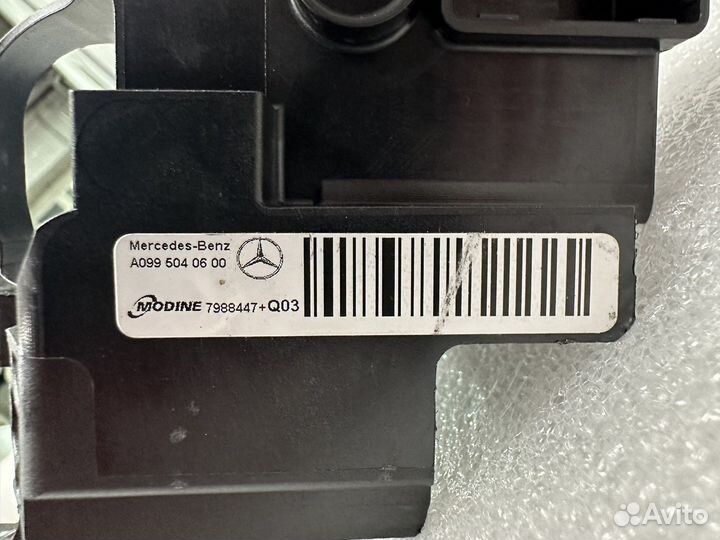 Mercedes-Benz
A099 504 06 00
MODINE 7988447+Q03
Avito